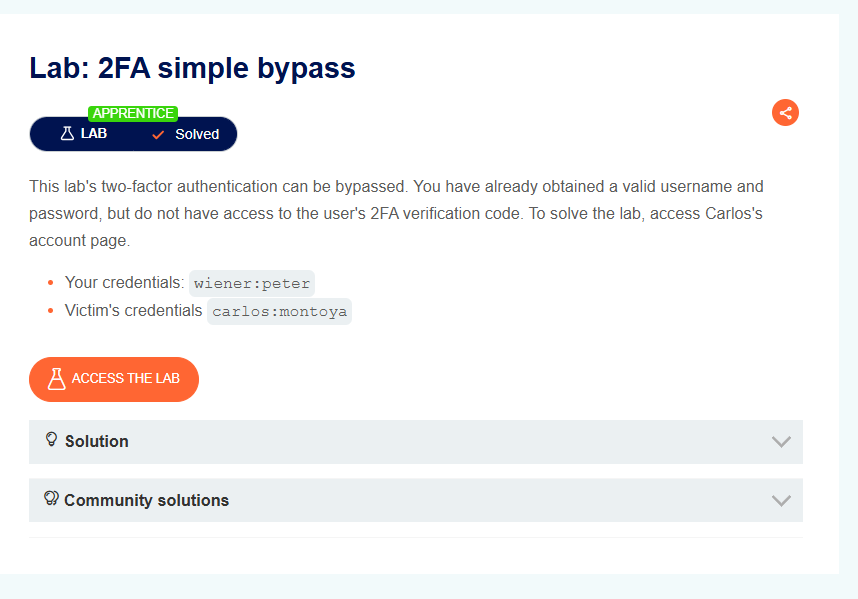 Lab: 2FA simple bypass
APPRENTICE
LAB Solved
This lab's two-factor authentication can be bypassed. You have already obtained a valid username and
password, but do not have access to the user's 2FA verification code. To solve the lab, access Carlos's
account page.
Your credentials: wiener:peter
Victim's credentials carlos:montoya
ACCESS THE LAB
Solution
Community solutions